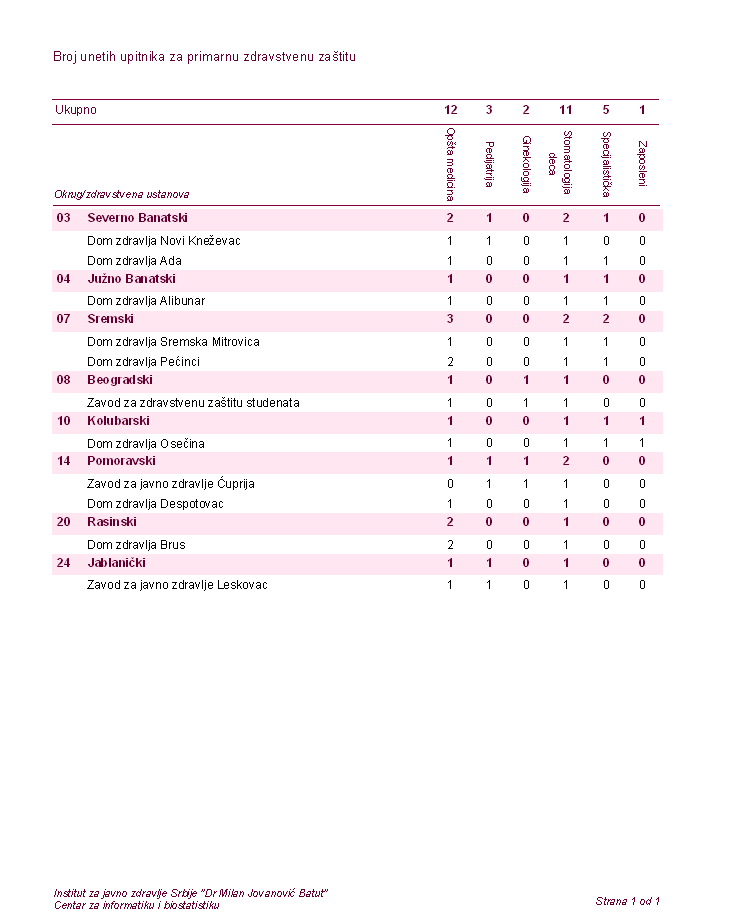 Broj unetih upitnika za primarnu zdravstvenu zaštitu
Ukupno 12 3 2 11 5 1
Okrug/zdravstvena ustanova Opšta medicina Pedijatrija Ginekologija Stomatologija deca Specijalistička Zaposleni
03 Severno Banatski 2 1 0 2 1 0
Dom zdravlja Novi Kneževac 1 1 0 1 0 0
Dom zdravlja Ada 1 0 0 1 1 0
04 Južno Banatski 1 0 0 1 1 0
Dom zdravlja Alibunar 1 0 0 1 1 0
07 Sremski 3 0 0 2 2 0
Dom zdravlja Sremska Mitrovica 1 0 0 1 1 0
Dom zdravlja Pećinci 2 0 0 1 1 0
08 Beogradski 1 0 1 1 0 0
Zavod za zdravstvenu zaštitu studenata 1 0 1 1 0 0
10 Kolubarski 1 0 0 1 1 1
Dom zdravlja Osečina 1 0 0 1 1 1
14 Pomoravski 1 1 1 2 0 0
Zavod za javno zdravlje Ćuprija 0 1 1 1 0 0
Dom zdravlja Despotovac 1 0 0 1 0 0
20 Rasinski 2 0 0 1 0 0
Dom zdravlja Brus 2 0 0 1 0 0
24 Jablanički 1 1 0 1 0 0
Zavod za javno zdravlje Leskovac 1 1 0 1 0 0
Institut za javno zdravlje Srbije "Dr Milan Jovanović Batut"
Centar za informatiku i biostatistiku
Strana 1 od 1